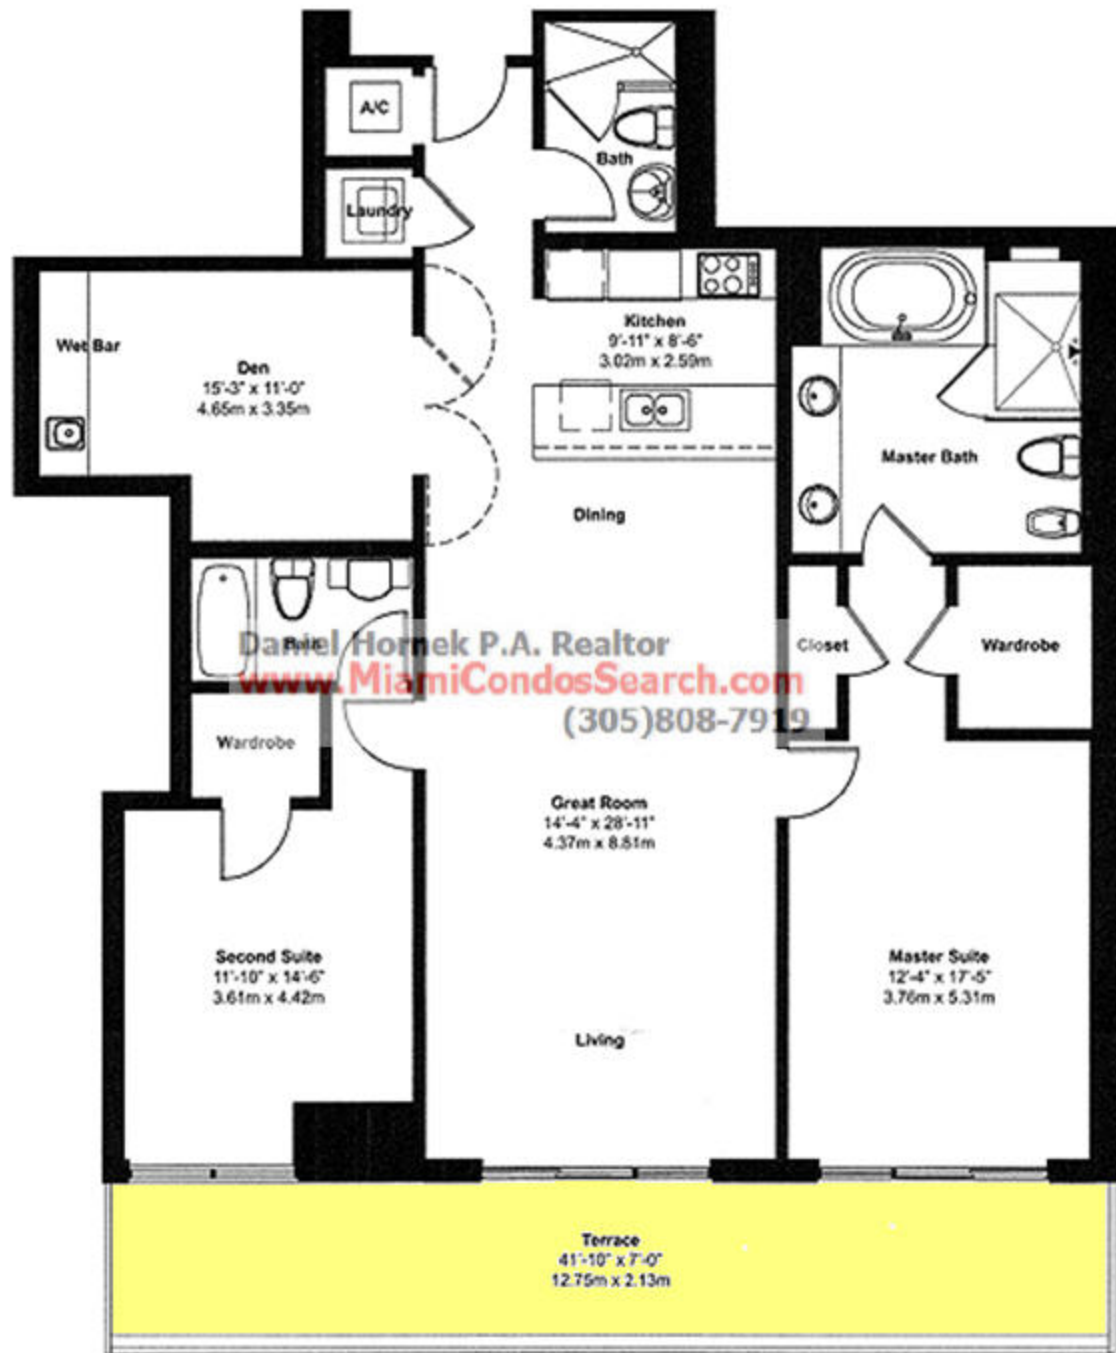 A/C
Bath
Laundry
Kitchen
9'-11" x 8'-6"
3.02m x 2.59m
Wet Bar
Den
15'-3" x 11'-0"
4.65m x 3.35m
Master Bath
Dining
Bath
Daniel Hornek P.A. Realtor
www.MiamiCondosSearch.com
(305)808-7919
Closet
Wardrobe
Wardrobe
Great Room
14'-4" x 28'-11"
4.37m x 8.81m
Second Suite
11'-10" x 14'-6"
3.61m x 4.42m
Master Suite
12'-4" x 17'-5"
3.76m x 5.31m
Living
Terrace
41'-10" x 7'-0"
12.75m x 2.13m